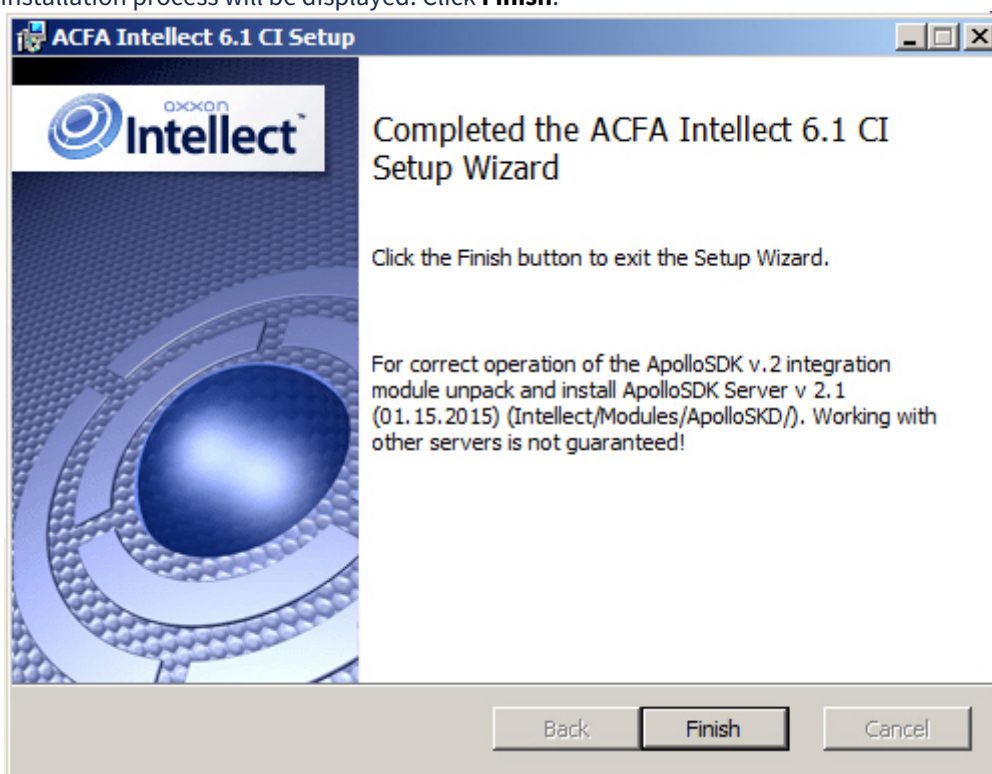 installation process will be displayed. Click Finish.
ACFA Intellect 6.1 CI Setup
axxon
Intellect™
Completed the ACFA Intellect 6.1 CI
Setup Wizard
Click the Finish button to exit the Setup Wizard.
For correct operation of the ApolloSDK v.2 integration
module unpack and install ApolloSDK Server v 2.1
(01.15.2015) (Intellect/Modules/ApolloSKD/). Working with
other servers is not guaranteed!
Back Finish Cancel